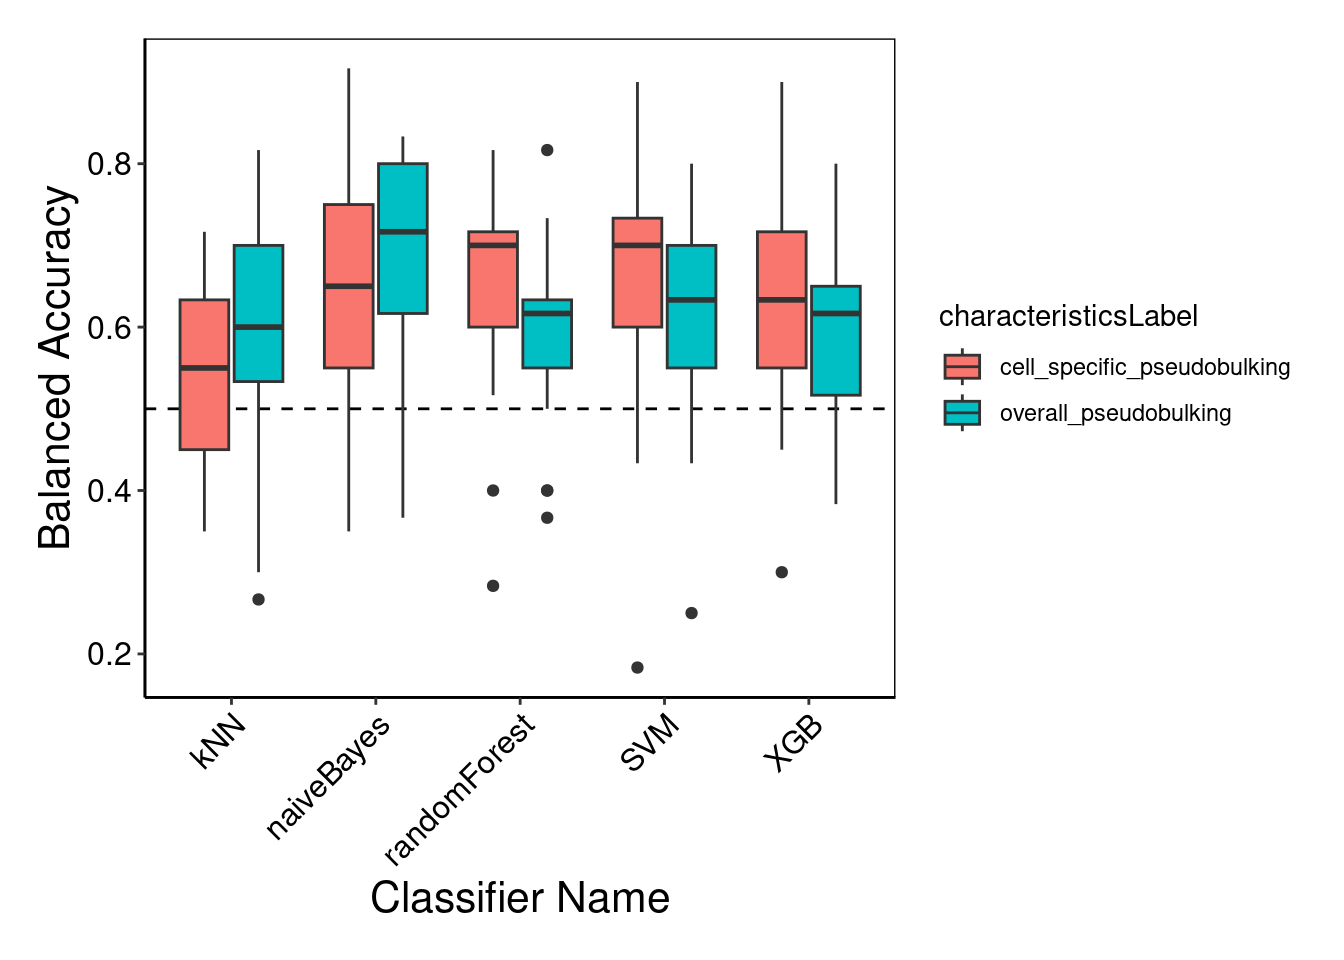 Balanced Accuracy
0.8
0.6
0.4
0.2
kNN
naiveBayes
randomForest
SVM
XGB
Classifier Name
characteristicsLabel
cell_specific_pseudobulking
overall_pseudobulking